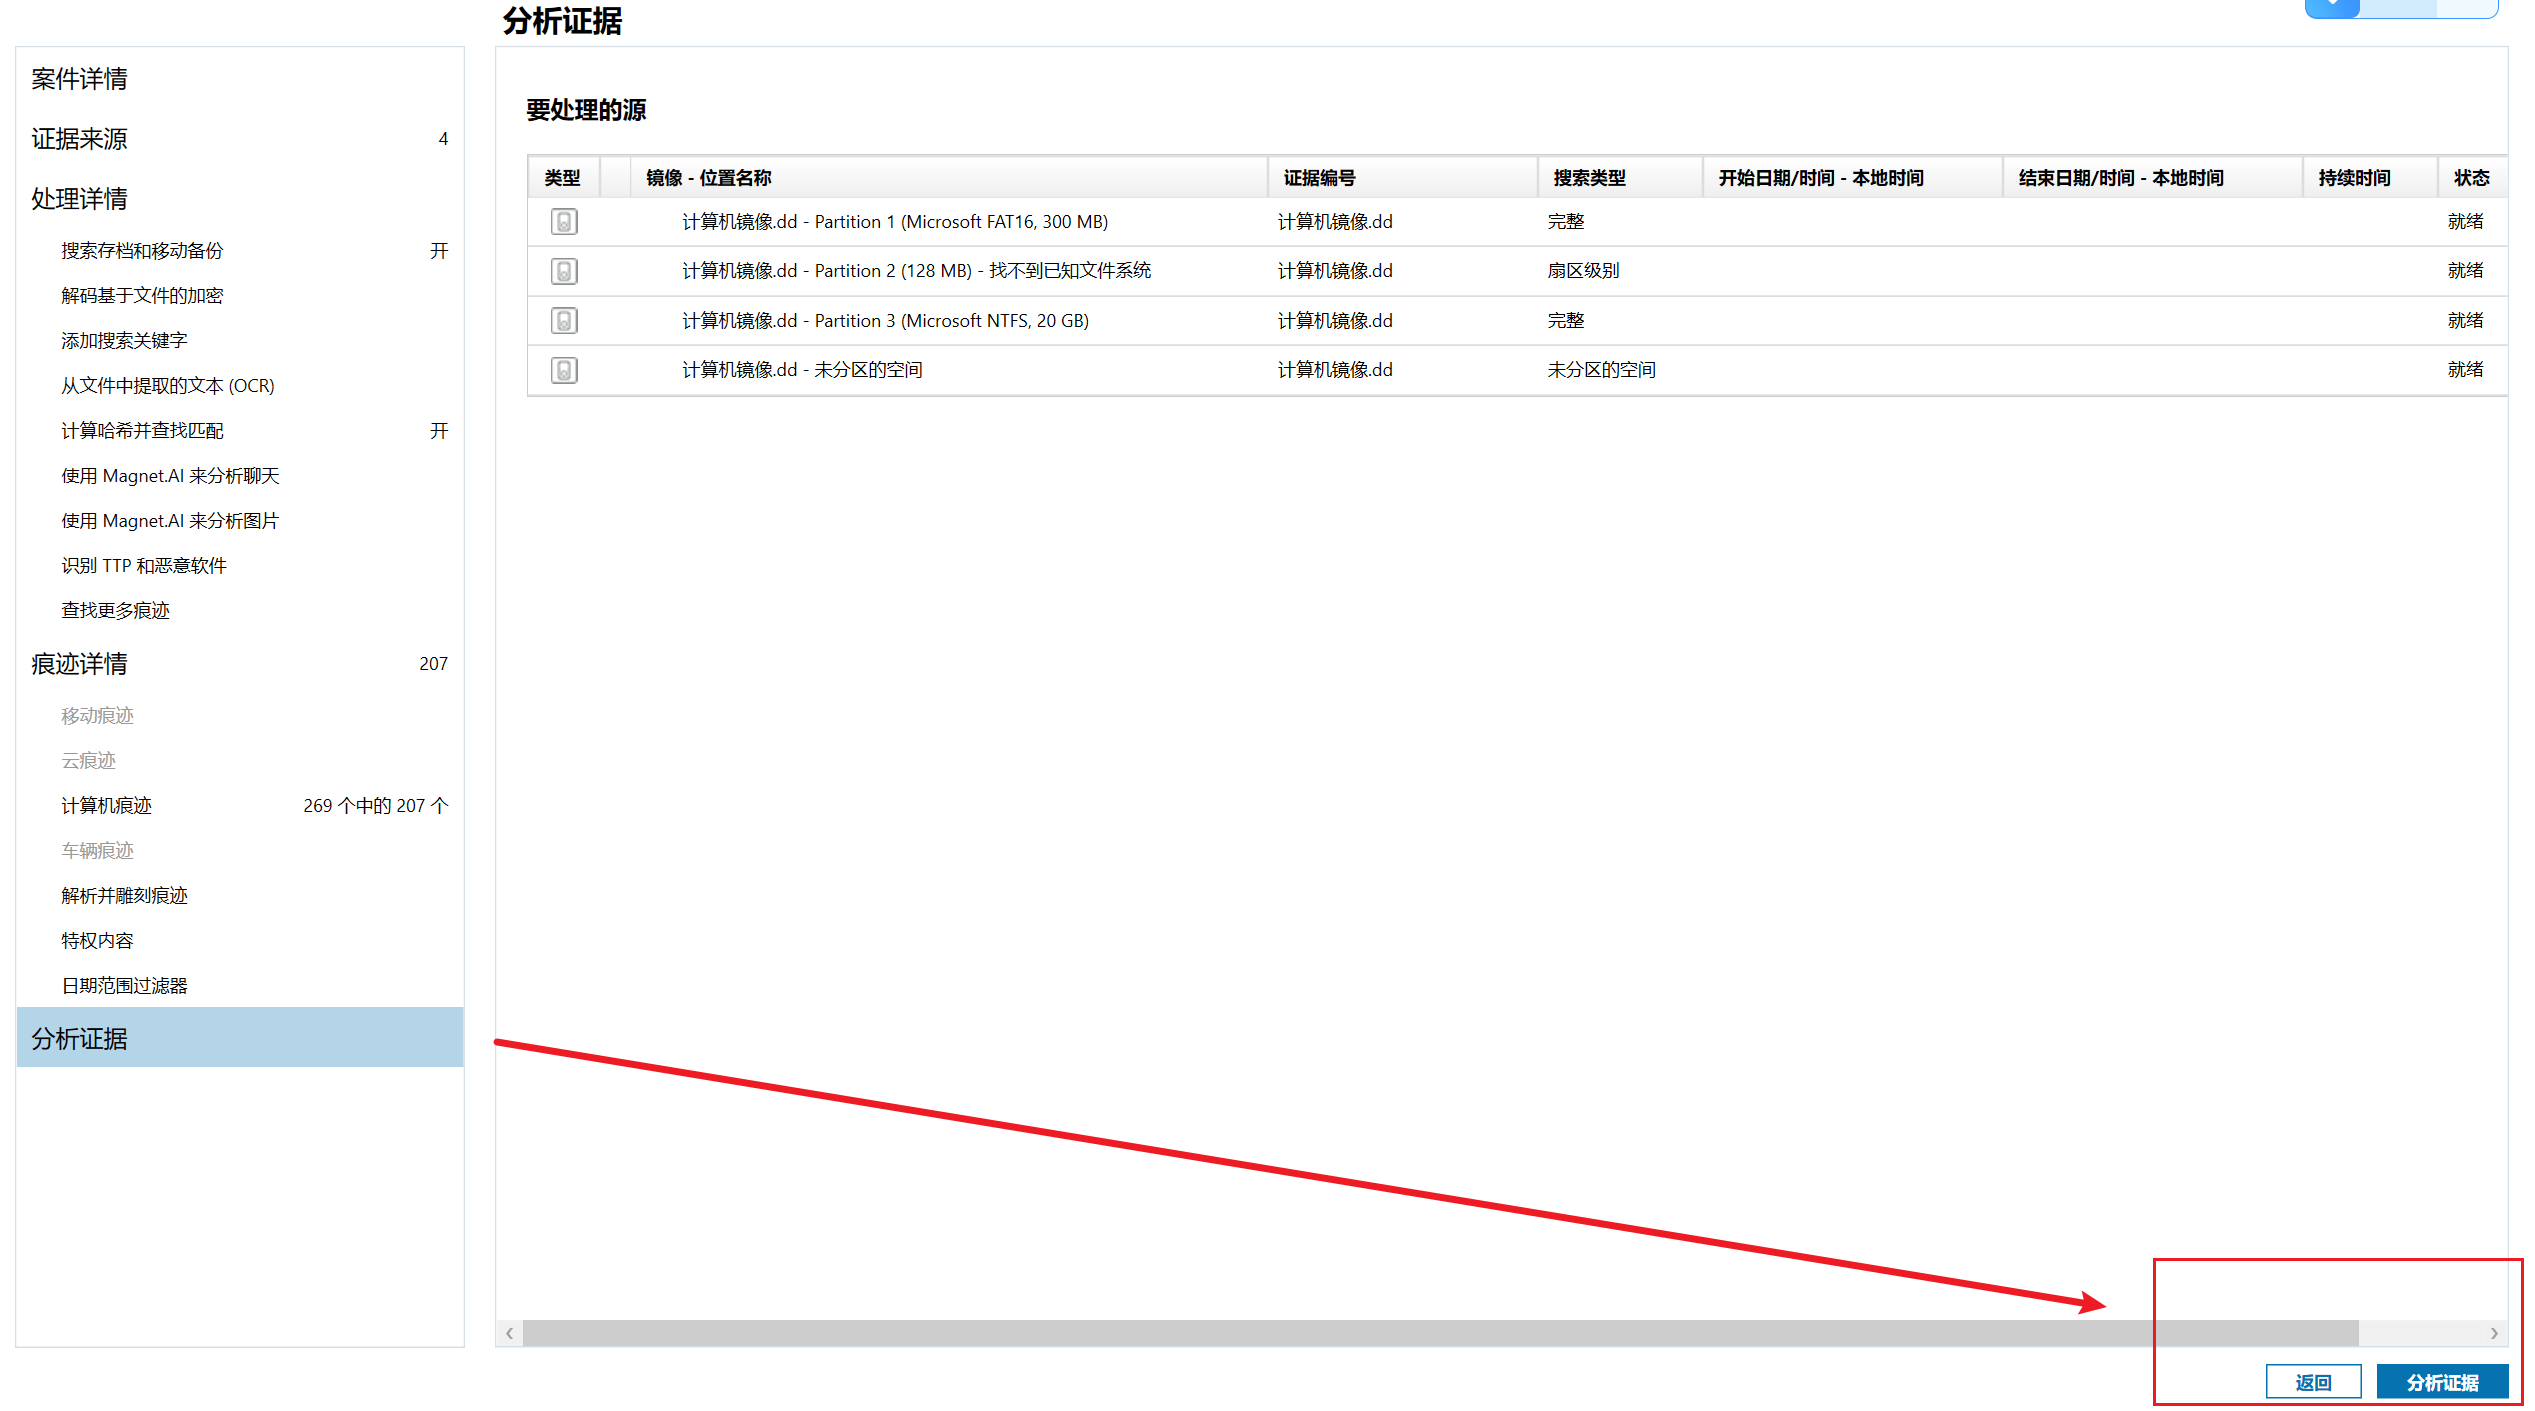 分析证据
案件详情
证据来源 4
处理详情
搜索存档和移动备份 开
解码基于文件的加密
添加搜索关键字
从文件中提取的文本 (OCR)
计算哈希并查找匹配 开
使用 Magnet.AI 来分析聊天
使用 Magnet.AI 来分析图片
识别 TTP 和恶意软件
查找更多痕迹
痕迹详情 207
移动痕迹
云痕迹
计算机痕迹 269 个中的 207 个
车辆痕迹
解析并雕刻痕迹
特权内容
日期范围过滤器
分析证据
要处理的源
类型 镜像 - 位置名称 证据编号 搜索类型 开始日期/时间 - 本地时间 结束日期/时间 - 本地时间 持续时间 状态
计算机镜像.dd - Partition 1 (Microsoft FAT16, 300 MB) 计算机镜像.dd 完整 就绪
计算机镜像.dd - Partition 2 (128 MB) - 找不到已知文件系统 计算机镜像.dd 扇区级别 就绪
计算机镜像.dd - Partition 3 (Microsoft NTFS, 20 GB) 计算机镜像.dd 完整 就绪
计算机镜像.dd - 未分区的空间 计算机镜像.dd 未分区的空间 就绪
返回 分析证据